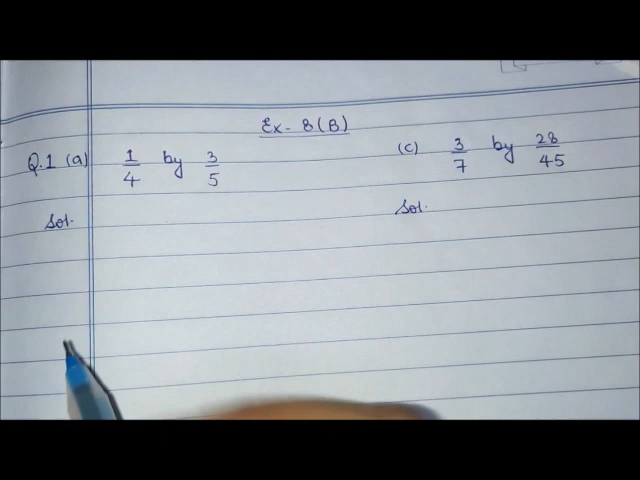 Ex- 8(B)
Q.1 (a) 1/4 by 3/5
Sol.
(c) 3/7 by 28/45
Sol.